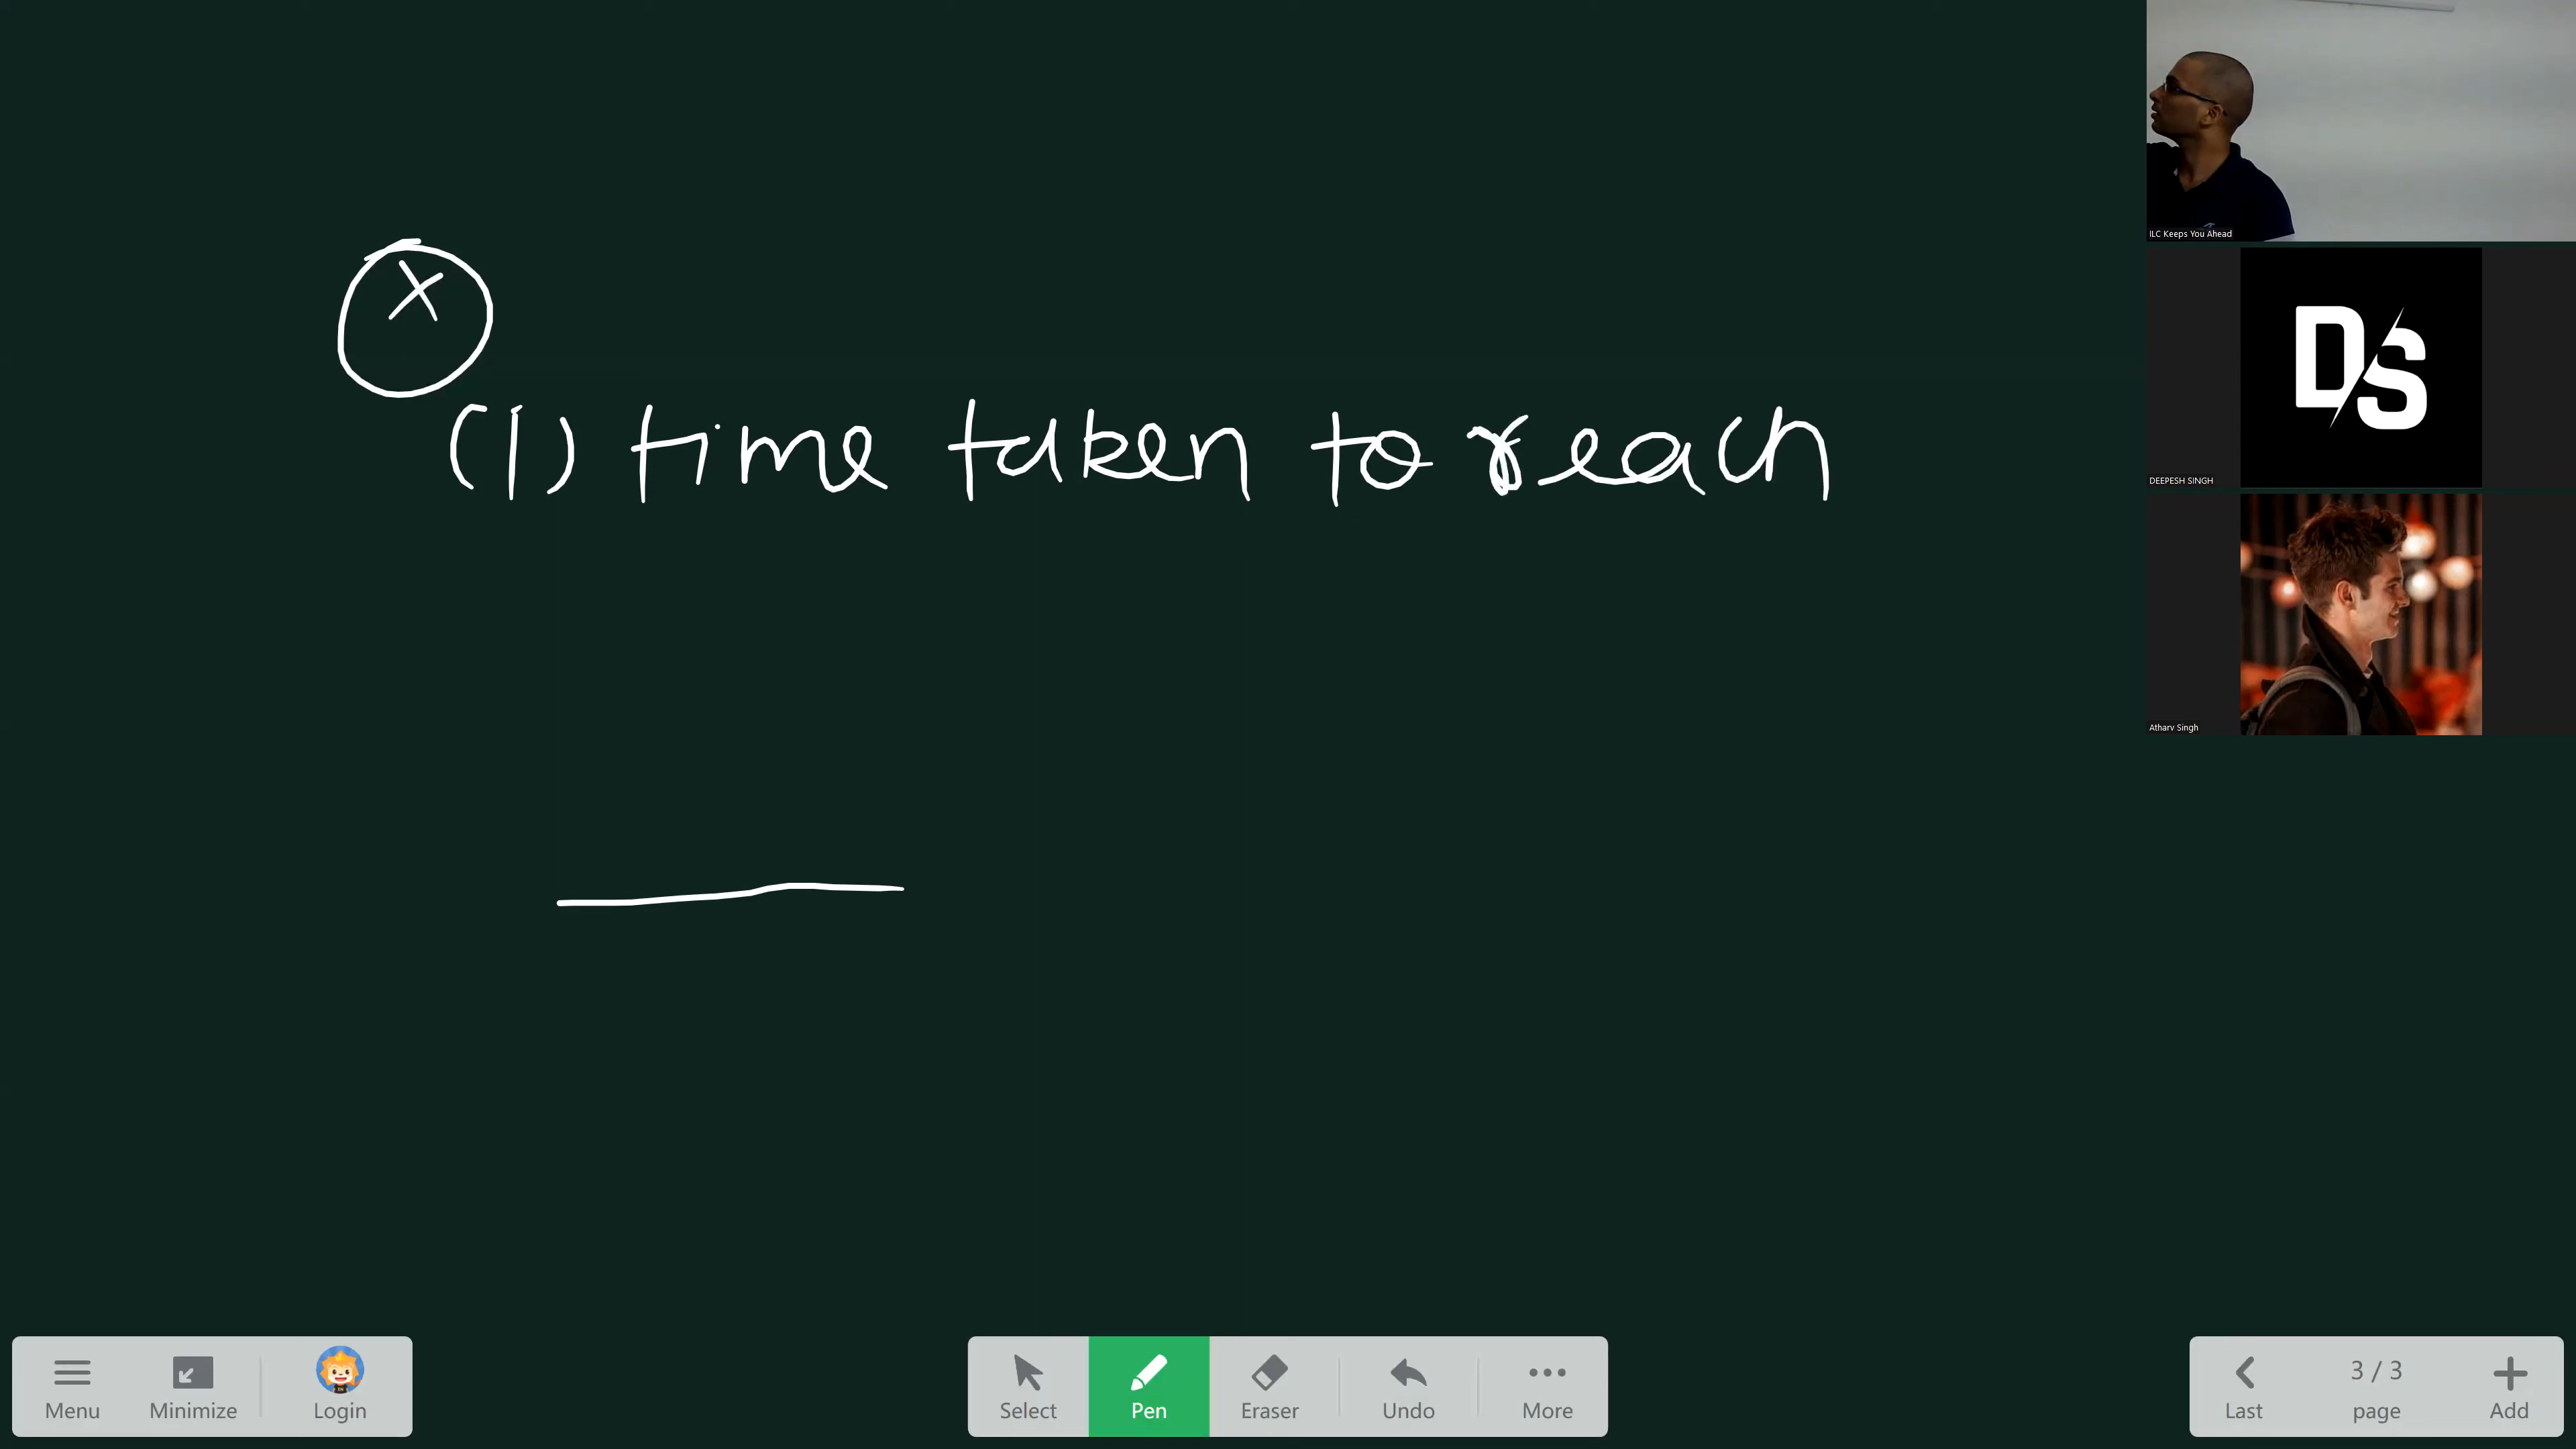 X
(1) time taken to reach
ILC Keeps You Ahead
DS
DEEPESH SINGH
Atharv Singh
Menu
Minimize
Login
Select
Pen
Eraser
Undo
More
Last
3 / 3
page
Add